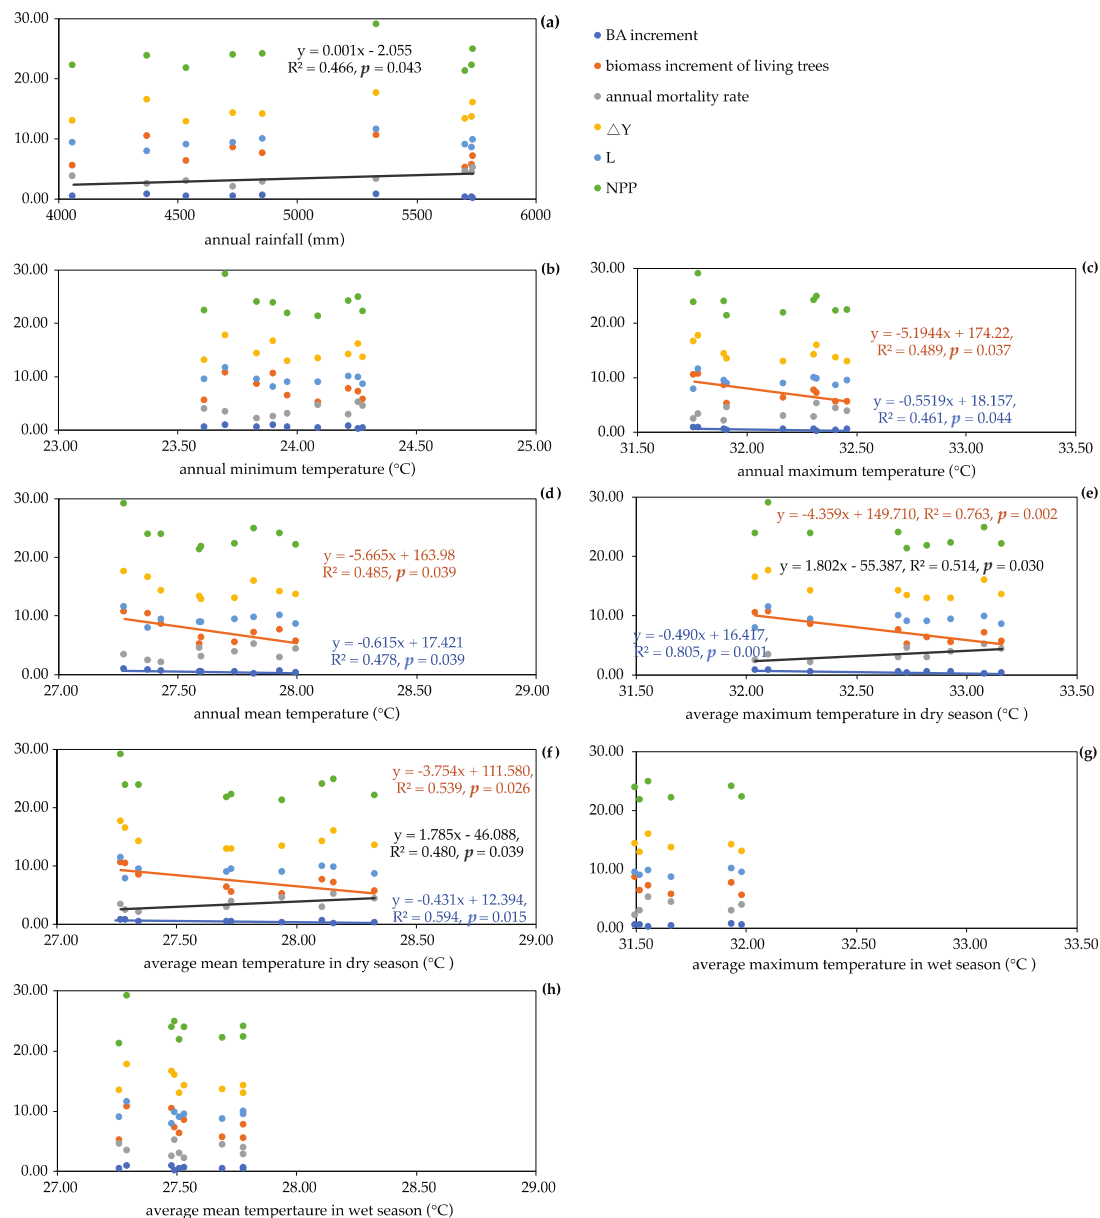 (a)
30.00
20.00
10.00
0.00
4000 4500 5000 5500 6000
y = 0.001x - 2.055
R² = 0.466, p = 0.043
annual rainfall (mm)
BA increment
biomass increment of living trees
annual mortality rate
△Y
L
NPP
(b)
30.00
20.00
10.00
0.00
23.00 23.50 24.00 24.50 25.00
annual minimum temperature (°C)
(c)
30.00
20.00
10.00
0.00
31.50 32.00 32.50 33.00 33.50
y = -5.1944x + 174.22,
R² = 0.489, p = 0.037
y = -0.5519x + 18.157,
R² = 0.461, p = 0.044
annual maximum temperature (°C)
(d )
30.00
20.00
10.00
0.00
27.00 27.50 28.00 28.50 29.00
y = -5.665x + 163.98
R² = 0.485, p = 0.039
y = -0.615x + 17.421
R² = 0.478, p = 0.039
annual mean temperature (°C)
(e)
30.00
20.00
10.00
0.00
31.50 32.00 32.50 33.00 33.50
y = -4.359x + 149.710, R² = 0.763, p = 0.002
y = 1.802x - 55.387, R² = 0.514, p = 0.030
y = -0.490x + 16.417,
R² = 0.805, p = 0.001
average maximum temperature in dry season (°C )
(f)
30.00
20.00
10.00
0.00
27.00 27.50 28.00 28.50 29.00
y = -3.754x + 111.580,
R² = 0.539, p = 0.026
y = 1.785x - 46.088,
R² = 0.480, p = 0.039
y = -0.431x + 12.394,
R² = 0.594, p = 0.015
average mean temperature in dry season (°C )
(g)
30.00
20.00
10.00
0.00
31.50 32.00 32.50 33.00 33.50
average maximum temperature in wet season (°C )
(h)
30.00
20.00
10.00
0.00
27.00 27.50 28.00 28.50 29.00
average mean tempertaure in wet season (°C)